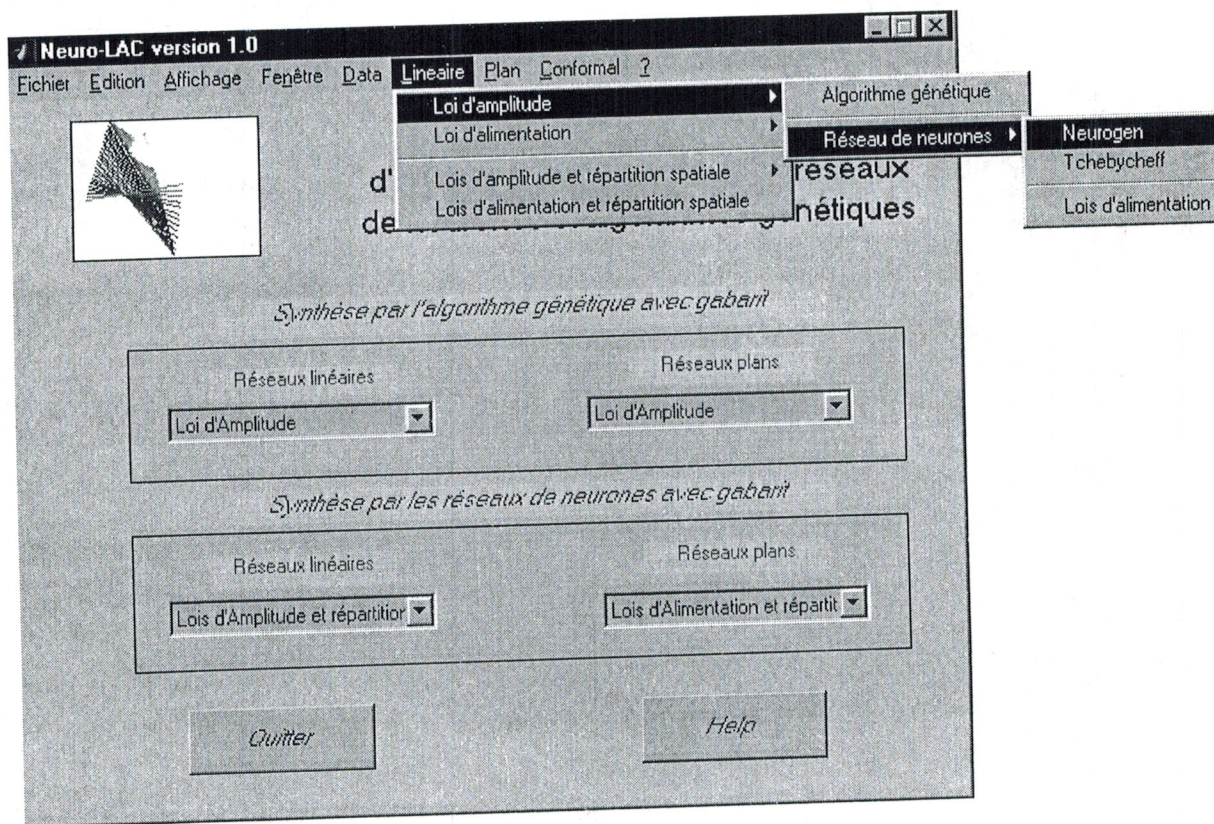 Neuro-LAC version 1.0
Fichier Edition Affichage Fenêtre Data Lineaire Plan Conformal ?
Loi d'amplitude
Loi d'alimentation
Lois d'amplitude et répartition spatiale
Lois d'alimentation et répartition spatiale
Algorithme génétique
Réseau de neurones
Neurogen
Tchebycheff
Lois d'alimentation
d' réseaux
de nétiques
Synthèse par l'algorithme génétique avec gabarit
Réseaux linéaires Réseaux plans
Loi d'Amplitude Loi d'Amplitude
Synthèse par les réseaux de neurones avec gabarit
Réseaux linéaires Réseaux plans
Lois d'Amplitude et répartition Lois d'Alimentation et répartit
Quitter Help